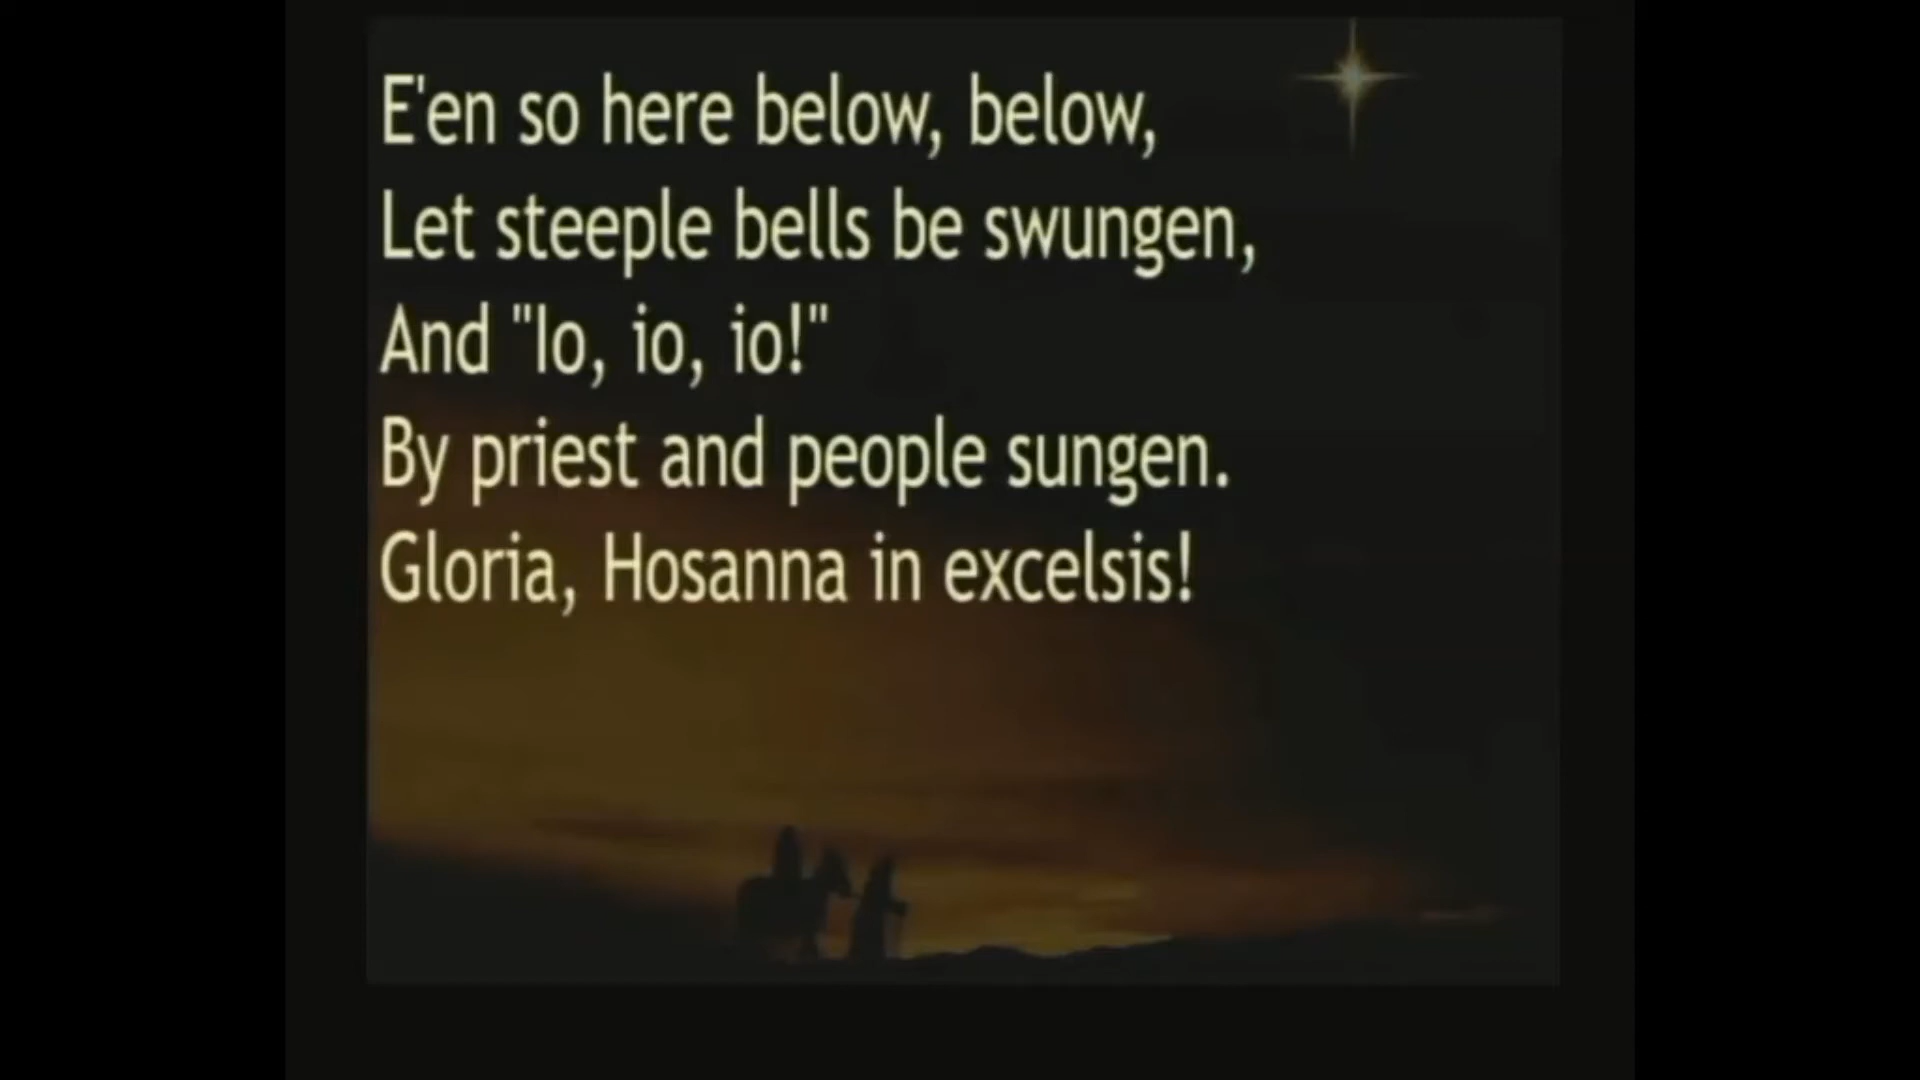 E'en so here below, below,
Let steeple bells be swungen,
And "Io, io, io!"
By priest and people sungen.
Gloria, Hosanna in excelsis!